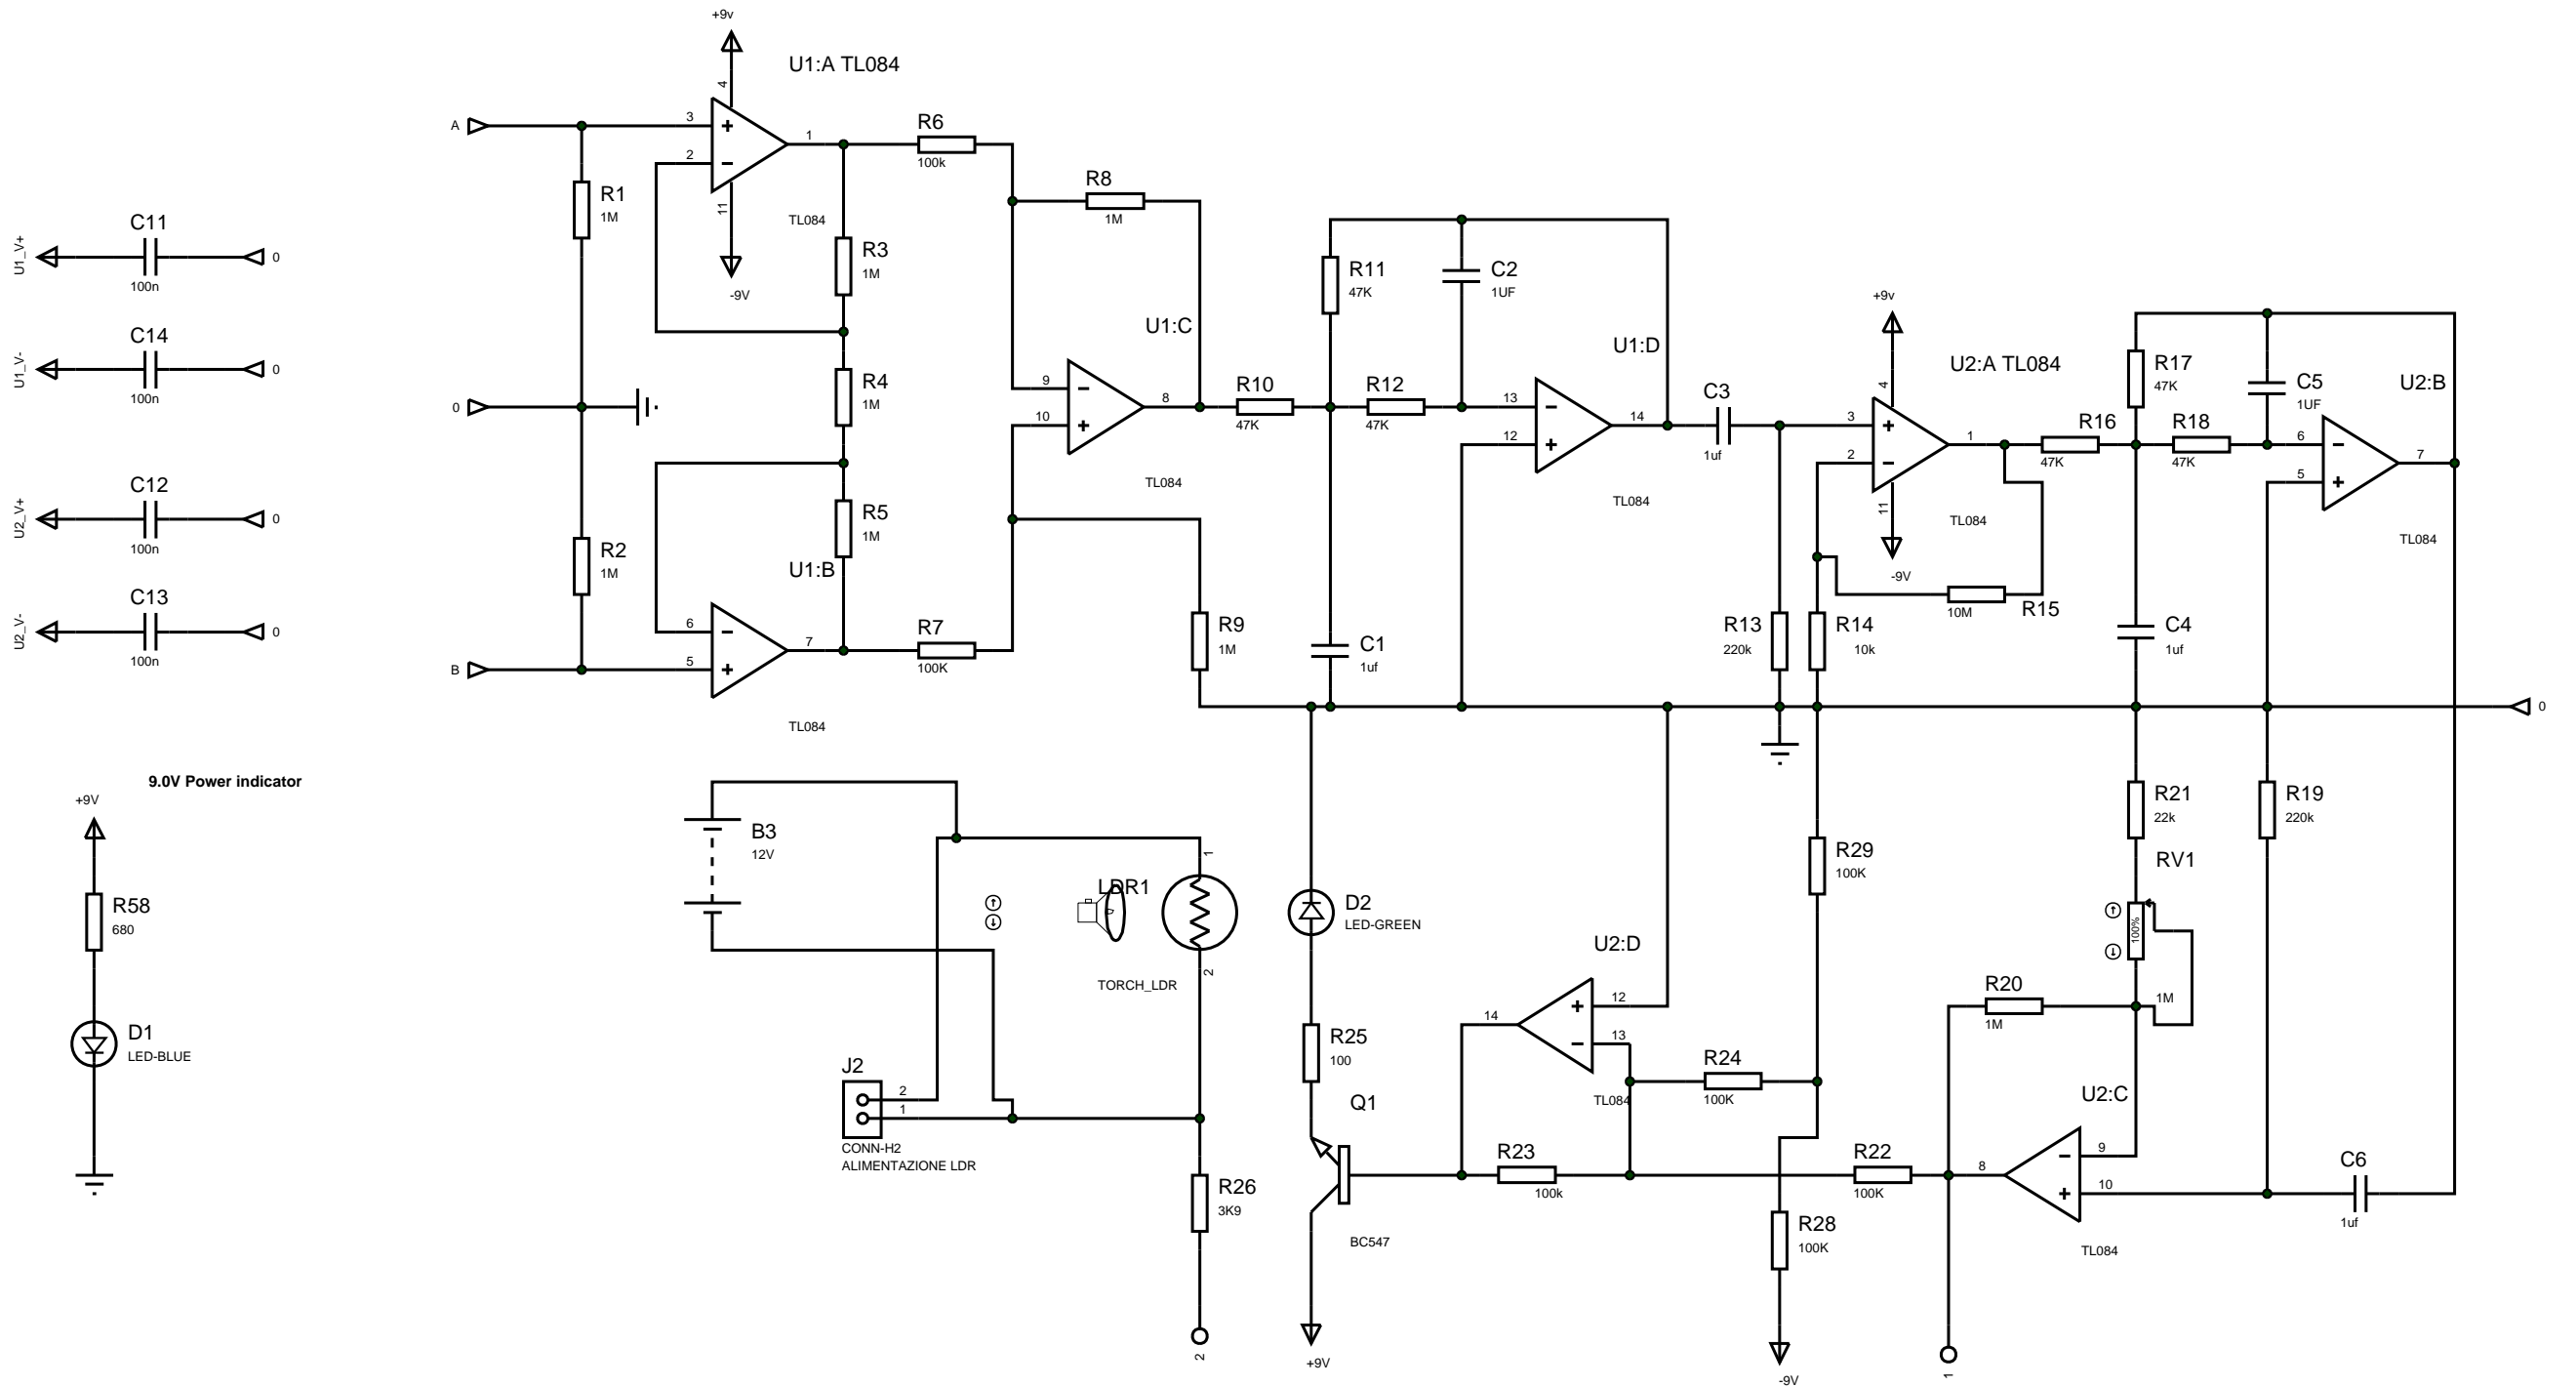 +9v
U1:A TL084
4
A
3
1
R6
100k
2
11
R1
1M
TL084
R8
1M
C11
U1_V+
0
100n
R3
1M
-9V
R11
47K
C2
1UF
+9v
C14
U1_V-
0
100n
U1:C
U1:D
U2:A TL084
4
R17
47K
C5
1UF
U2:B
R4
1M
9
8
R10
47K
R12
47K
13
14
C3
1uf
3
1
R16
47K
R18
47K
6
7
0
10
12
2
5
TL084
TL084
11
TL084
TL084
C12
U2_V+
0
100n
R5
1M
R2
1M
U1:B
-9V
10M
R15
C13
U2_V-
0
100n
6
7
R7
100K
5
B
R9
1M
C1
1uf
R13
220k
R14
10k
C4
1uf
TL084
0
9.0V Power indicator
+9V
B3
12V
1
R21
22k
R19
220k
RV1
R29
100K
R58
680
LDR1
D2
LED-GREEN
100%
2
TORCH_LDR
U2:D
12
14
13
R20
1M
1M
D1
LED-BLUE
R25
100
J2
2
1
CONN-H2
ALIMENTAZIONE LDR
Q1
BC547
TL084
R24
100K
U2:C
9
8
10
R23
100k
R22
100K
C6
1uf
R26
3K9
R28
100K
TL084
2
+9V
-9V
1